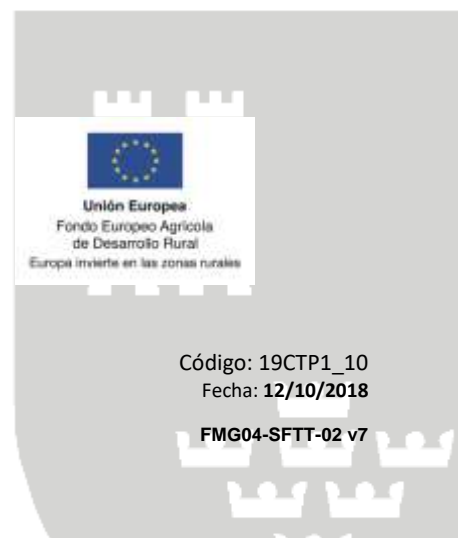 Unión Europea
Fondo Europeo Agrícola
de Desarrollo Rural
Europa invierte en las zonas rurales
Código: 19CTP1_10
Fecha: 12/10/2018
FMG04-SFTT-02 v7